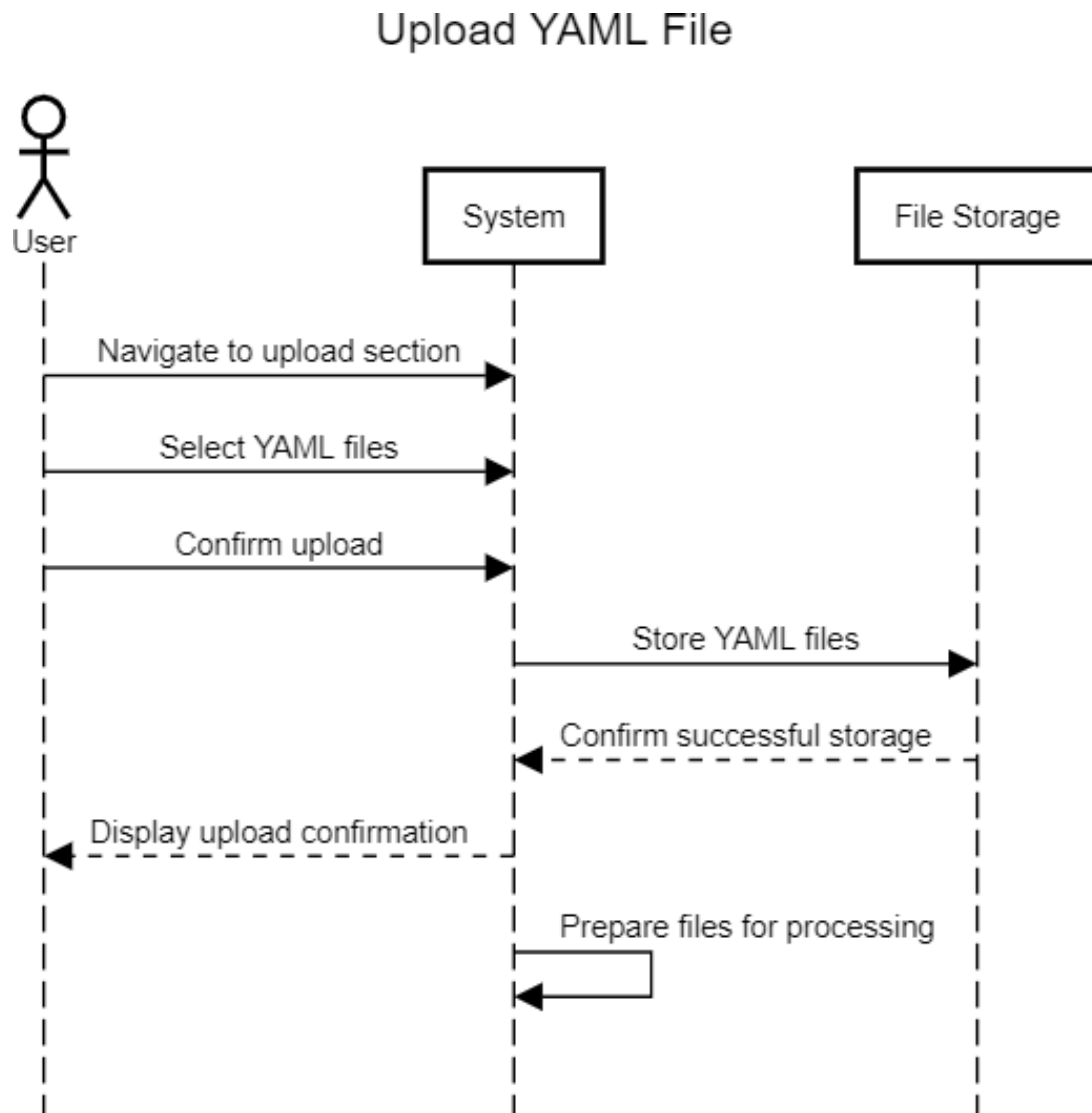 Upload YAML File
User
System
File Storage
Navigate to upload section
Select YAML files
Confirm upload
Store YAML files
Confirm successful storage
Display upload confirmation
Prepare files for processing